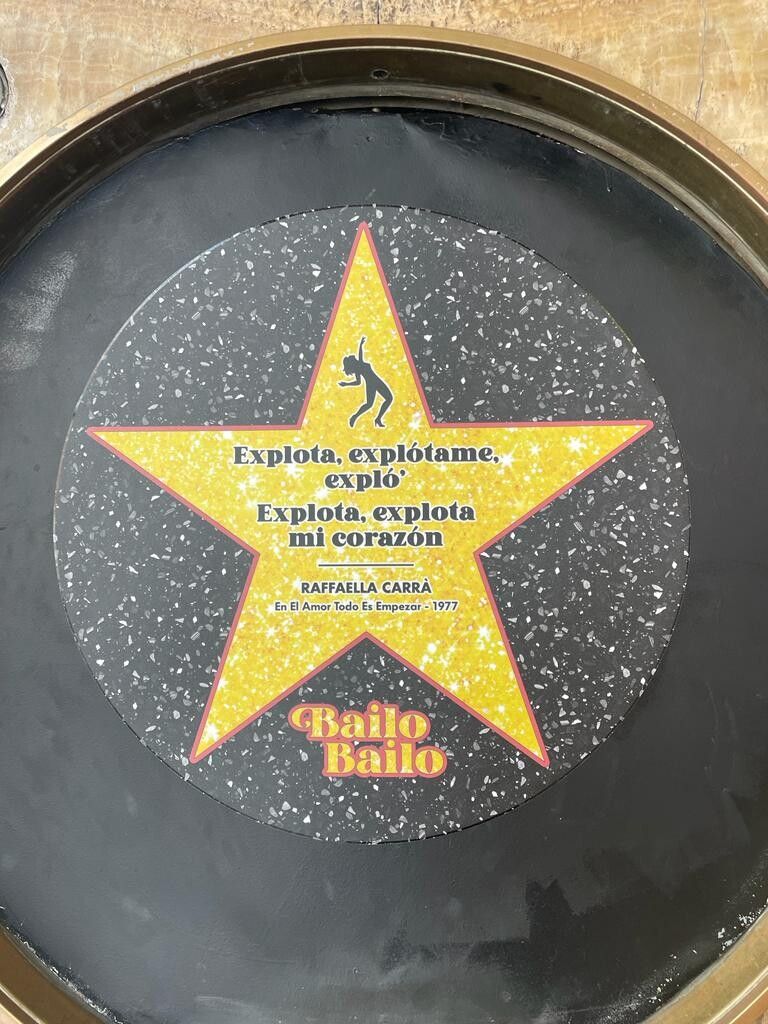 Explota, explótame,
expló'
Explota, explota
mi corazón
RAFFAELLA CARRÀ
En El Amor Todo Es Empezar - 1977
Bailo
Bailo